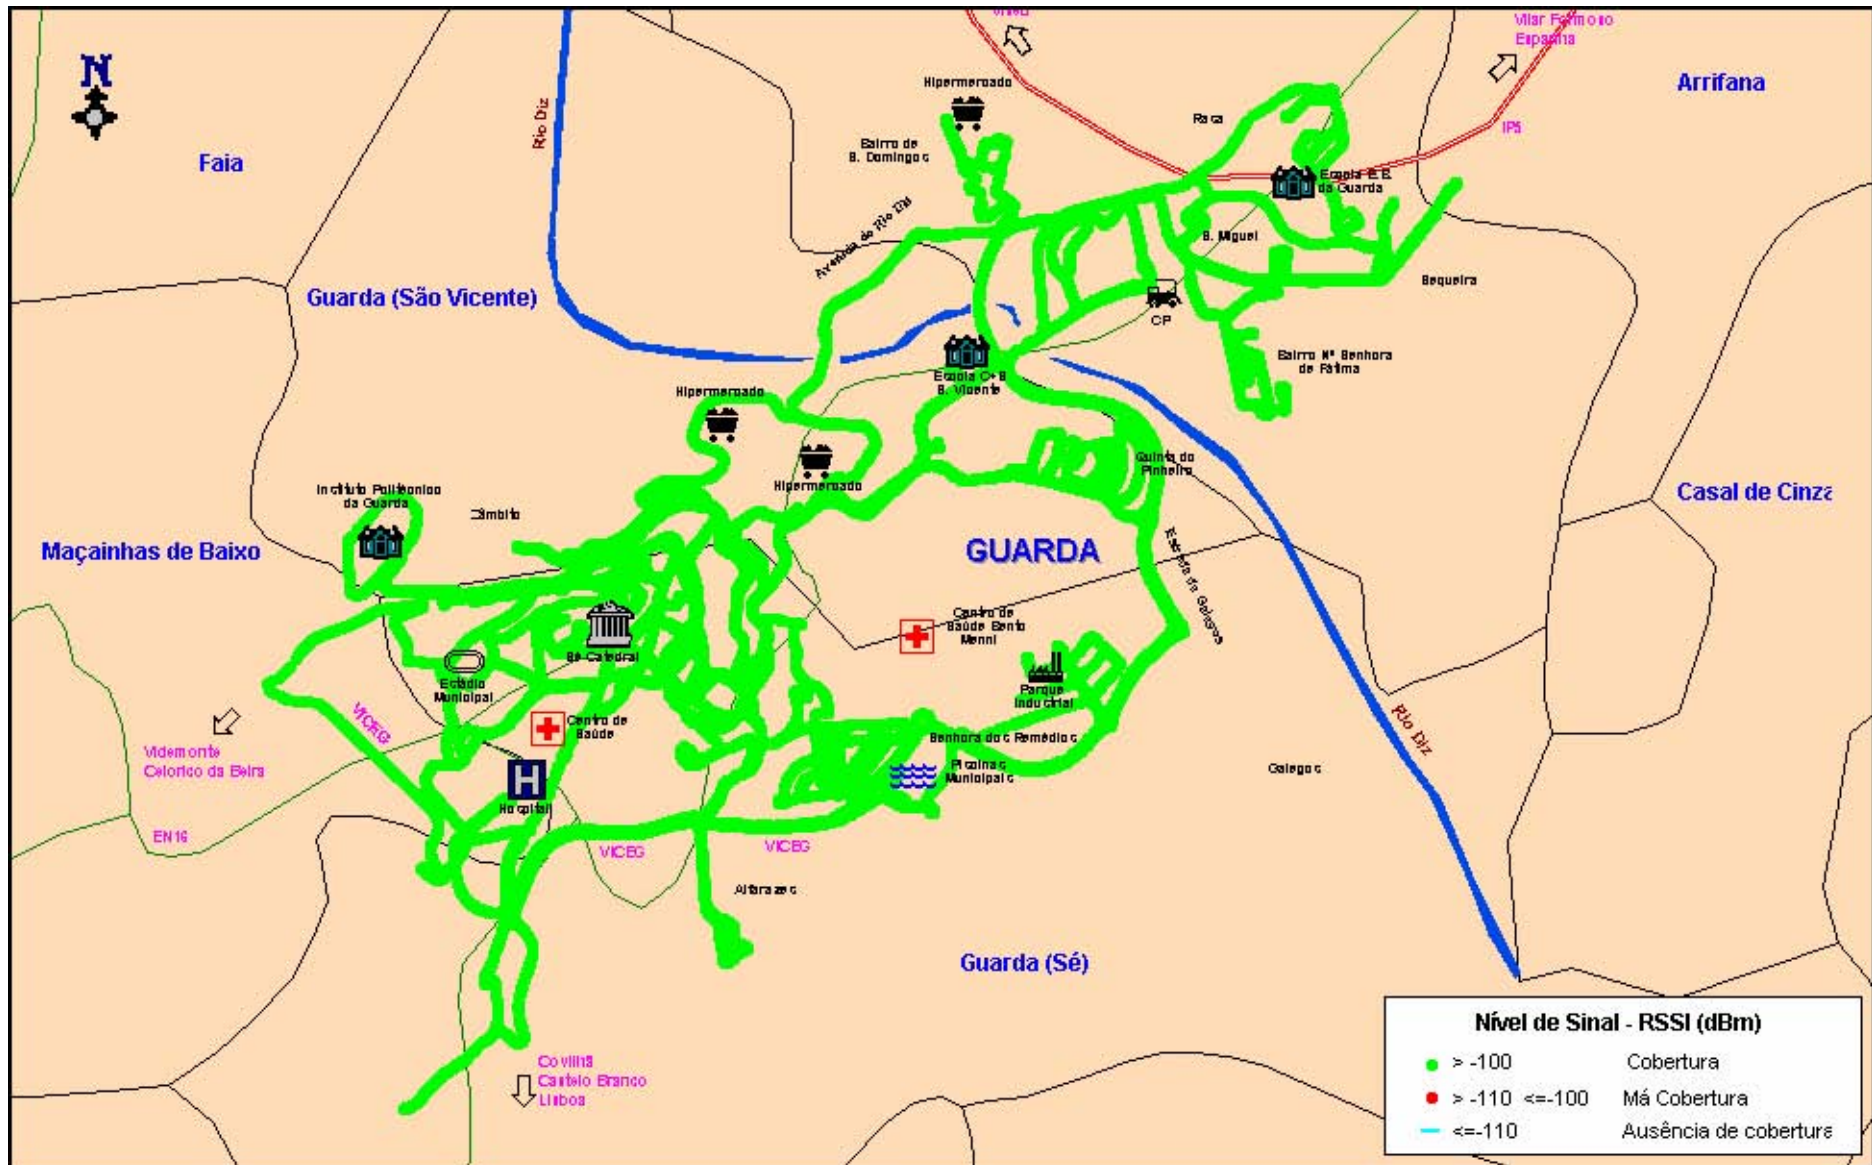 N
Vilar Formoso
Espanha
Arrifana
Hipermercado
Raca
IP5
Rio Diz
Bairro de
S. Domingos
Faia
Escola E.B.
da Guarda
Avenida do Rio Diz
S. Miguel
Sequeira
Guarda (São Vicente)
CP
Bairro Nª Senhora
de Fátima
Escola C+S
S. Vicente
Hipermercado
Quinta do
Pinheiro
Hipermercado
Instituto Politécnico
da Guarda
Casal de Cinza
Maçainhas de Baixo
GUARDA
Centro de
Saúde Bento
Menni
Sé Catedral
Estádio
Municipal
Parque
Industrial
VICEG
Centro de
Saúde
Rio Diz
Videmonte
Celorico da Beira
Senhora dos Remédios
Piscinas
Municipais
Galegos
Hospital
EN16
VICEG
VICEG
Alfarazes
Guarda (Sé)
Covilhã
Castelo Branco
Lisboa
Nível de Sinal - RSSI (dBm)
> -100 Cobertura
> -110 <=-100 Má Cobertura
<=-110 Ausência de cobertura